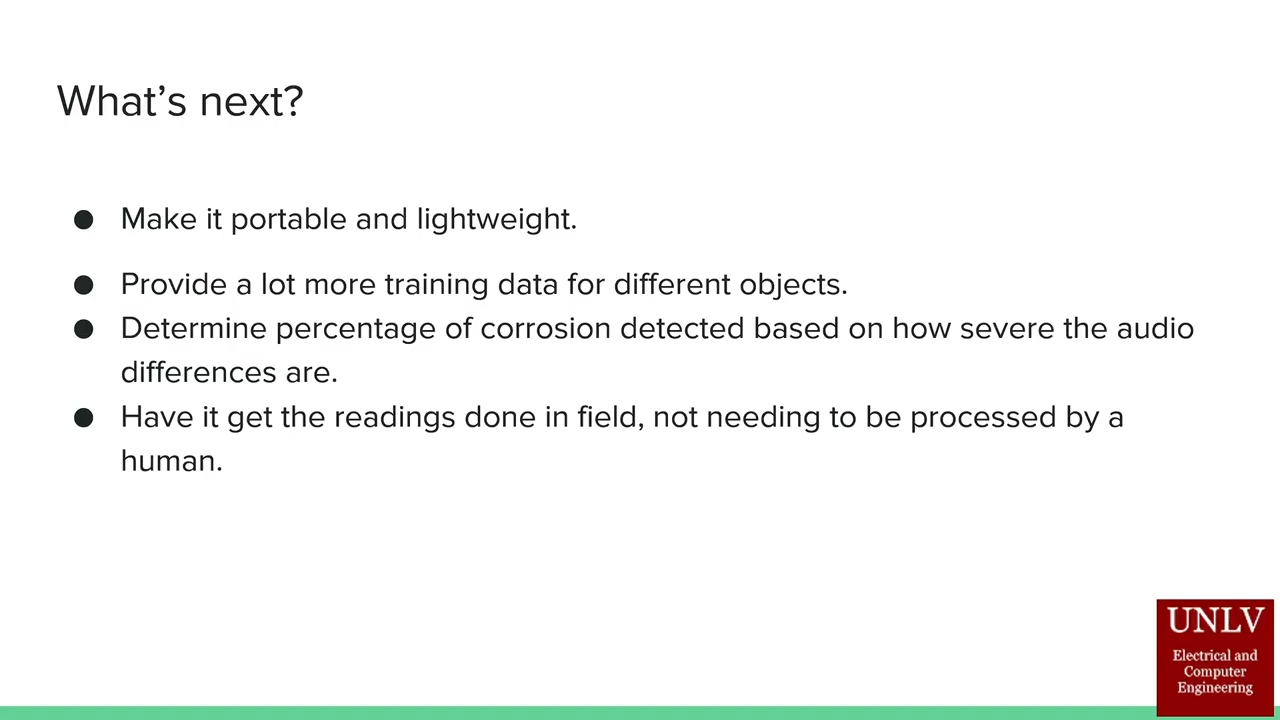 What’s next?
● Make it portable and lightweight.
● Provide a lot more training data for different objects.
● Determine percentage of corrosion detected based on how severe the audio
differences are.
● Have it get the readings done in field, not needing to be processed by a
human.
UNLV
Electrical and
Computer
Engineering